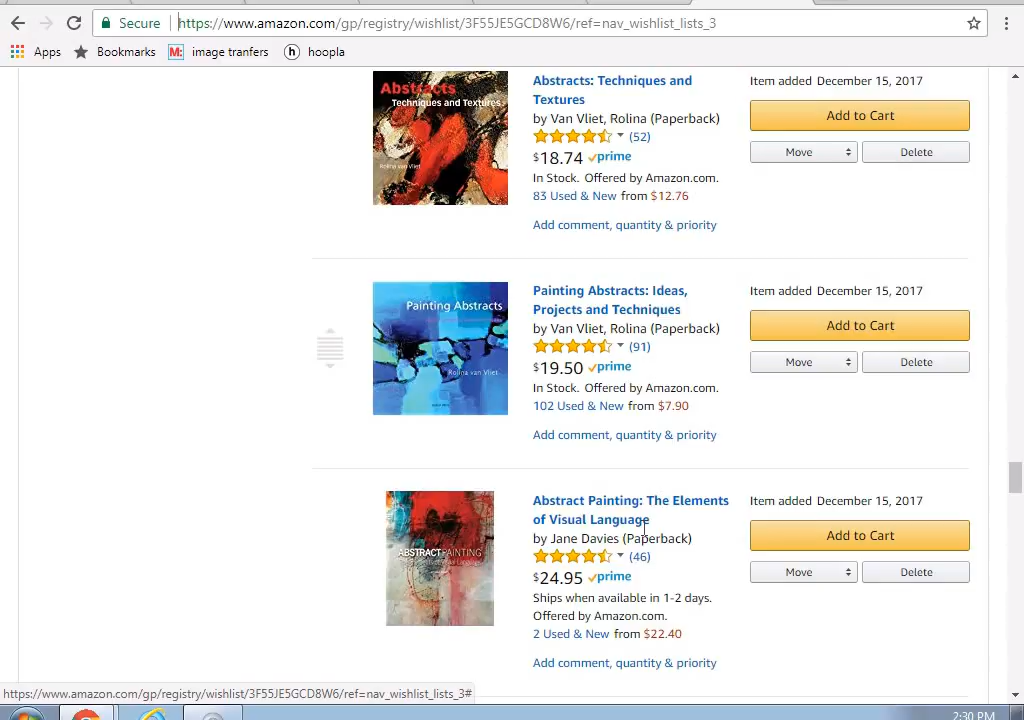 Secure
https://www.amazon.com/gp/registry/wishlist/3F55JE5GCD8W6/ref=nav_wishlist_lists_3
Apps Bookmarks M: image tranfers h hoopla
Abstracts
Techniques and Textures
Rolina van Vliet
Abstracts: Techniques and
Textures
by Van Vliet, Rolina (Paperback)
(52)
$18.74 prime
In Stock. Offered by Amazon.com.
83 Used & New from $12.76
Add comment, quantity & priority
Item added December 15, 2017
Add to Cart
Move Delete
Painting Abstracts
Rolina van Vliet
Painting Abstracts: Ideas,
Projects and Techniques
by Van Vliet, Rolina (Paperback)
(91)
$19.50 prime
In Stock. Offered by Amazon.com.
102 Used & New from $7.90
Add comment, quantity & priority
Item added December 15, 2017
Add to Cart
Move Delete
ABSTRACTPAINTING
Abstract Painting: The Elements
of Visual Language
by Jane Davies (Paperback)
(46)
$24.95 prime
Ships when available in 1-2 days.
Offered by Amazon.com.
2 Used & New from $22.40
Add comment, quantity & priority
Item added December 15, 2017
Add to Cart
Move Delete
https://www.amazon.com/gp/registry/wishlist/3F55JE5GCD8W6/ref=nav_wishlist_lists_3#
2:30 PM